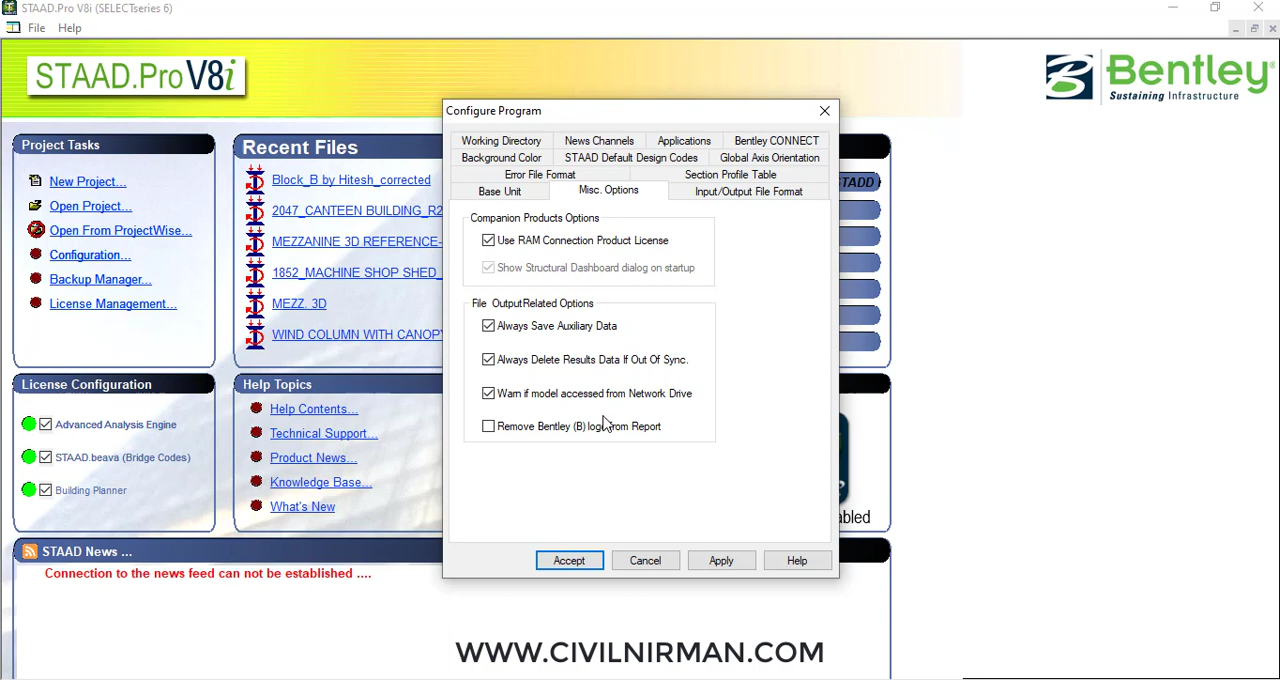 STAAD.Pro V8i (SELECTseries 6)
File Help
STAAD.Pro V8i
Bentley®
Sustaining Infrastructure
Project Tasks
New Project...
Open Project...
Open From ProjectWise...
Configuration...
Backup Manager...
License Management...
Recent Files
Block_B by Hitesh_corrected
2047_CANTEEN BUILDING_R2
MEZZANINE 3D REFERENCE-
1852_MACHINE SHOP SHED_
MEZZ. 3D
WIND COLUMN WITH CANOPY
License Configuration
Advanced Analysis Engine
STAAD.beava (Bridge Codes)
Building Planner
Help Topics
Help Contents...
Technical Support...
Product News...
Knowledge Base...
What's New
STAAD News ...
Connection to the news feed can not be established ....
Configure Program
Working Directory News Channels Applications Bentley CONNECT
Background Color STAAD Default Design Codes Global Axis Orientation
Error File Format Section Profile Table
Base Unit Misc. Options Input/Output File Format
Companion Products Options
Use RAM Connection Product License
Show Structural Dashboard dialog on startup
File OutputRelated Options
Always Save Auxiliary Data
Always Delete Results Data If Out Of Sync.
Warn if model accessed from Network Drive
Remove Bentley (B) logo from Report
Accept Cancel Apply Help
WWW.CIVILNIRMAN.COM